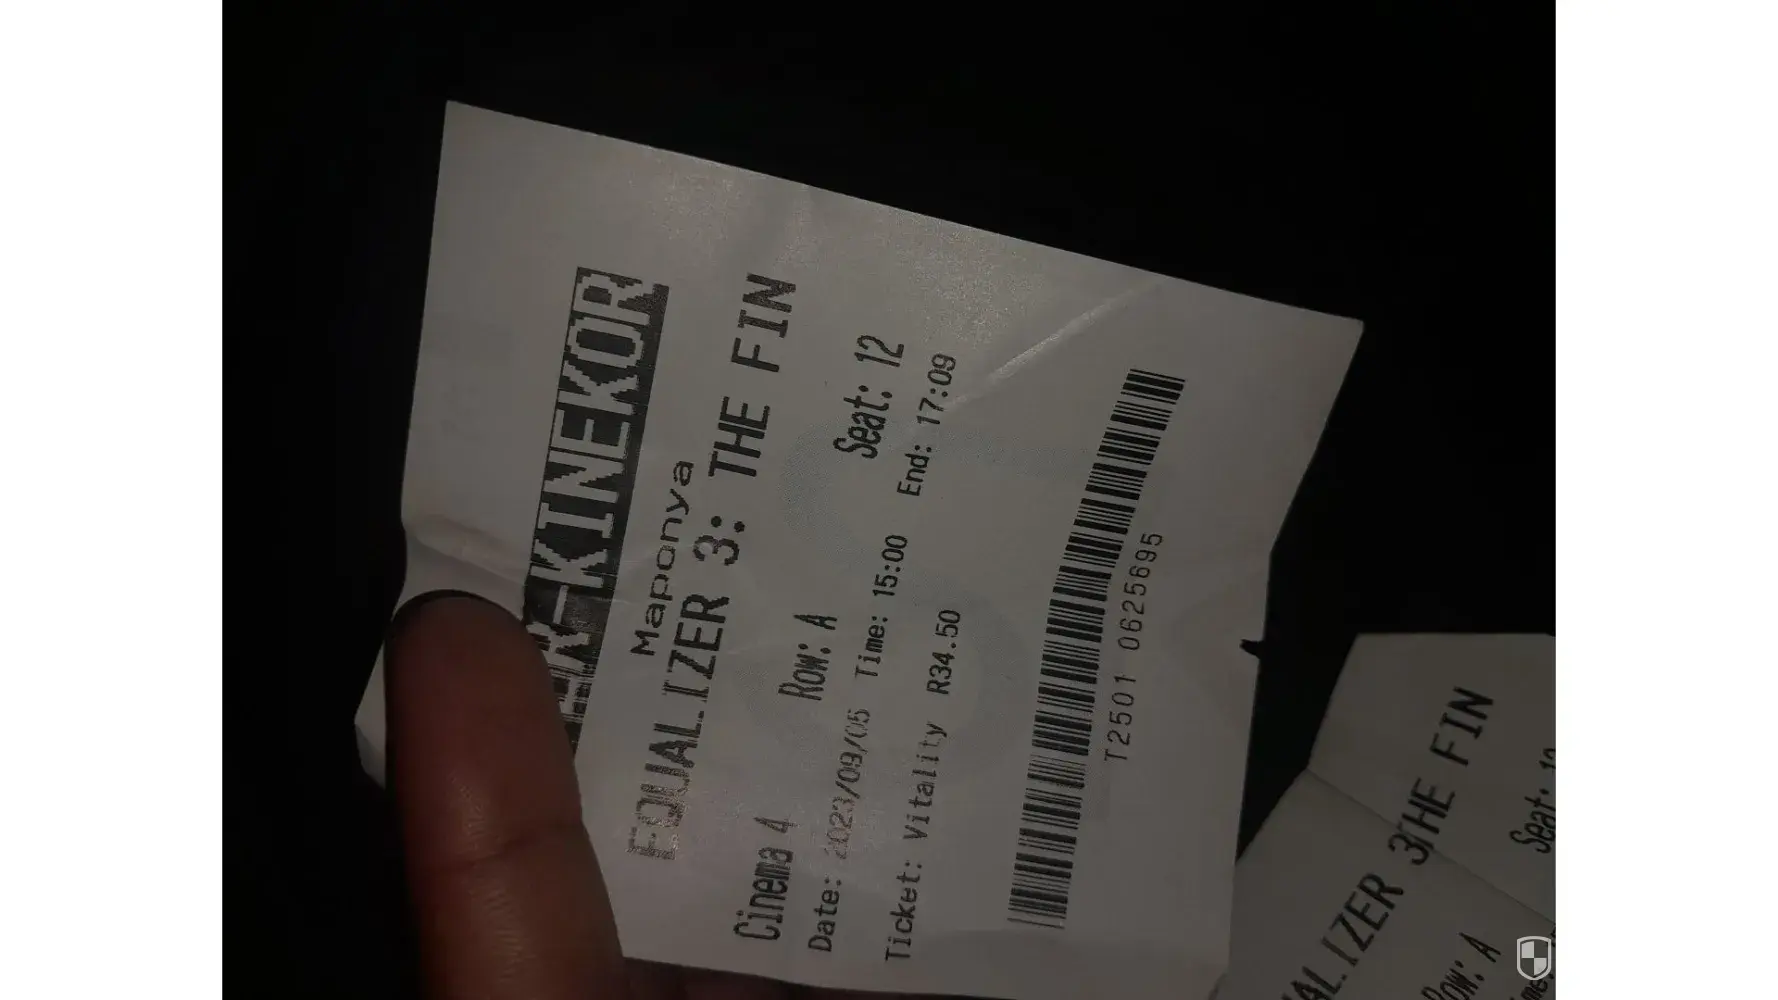 -KINEKOR
Maponya
EQUALIZER 3: THE FIN
Cinema 4 Row: A Seat: 12
Date: 2023/09/05 Time: 15:00 End: 17:09
Ticket: Vitality R34.50
T2501 0625695
ALIZER 3THE FIN
Row: A Seat: